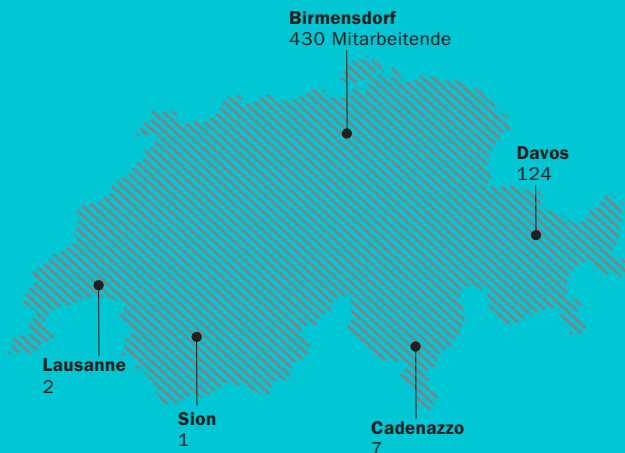 Birmensdorf
430 Mitarbeitende
Davos
124
Lausanne
2
Sion
1
Cadenazzo
7